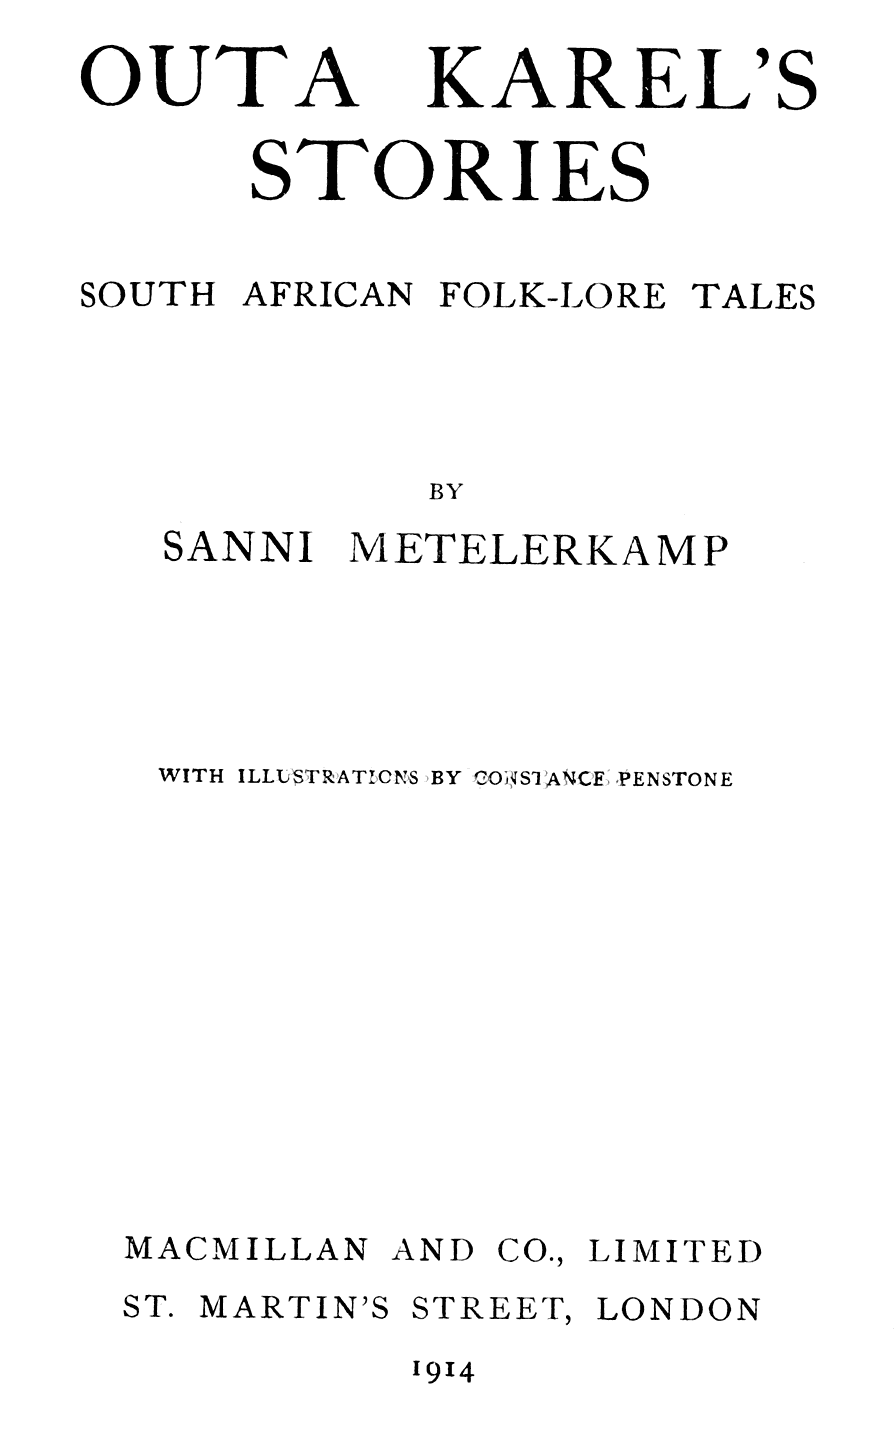 OUTA KAREL'S
STORIES
SOUTH AFRICAN FOLK-LORE TALES
BY
SANNI METELERKAMP
WITH ILLUSTRATIONS BY CONSTANCE PENSTONE
MACMILLAN AND CO., LIMITED
ST. MARTIN'S STREET, LONDON
1914